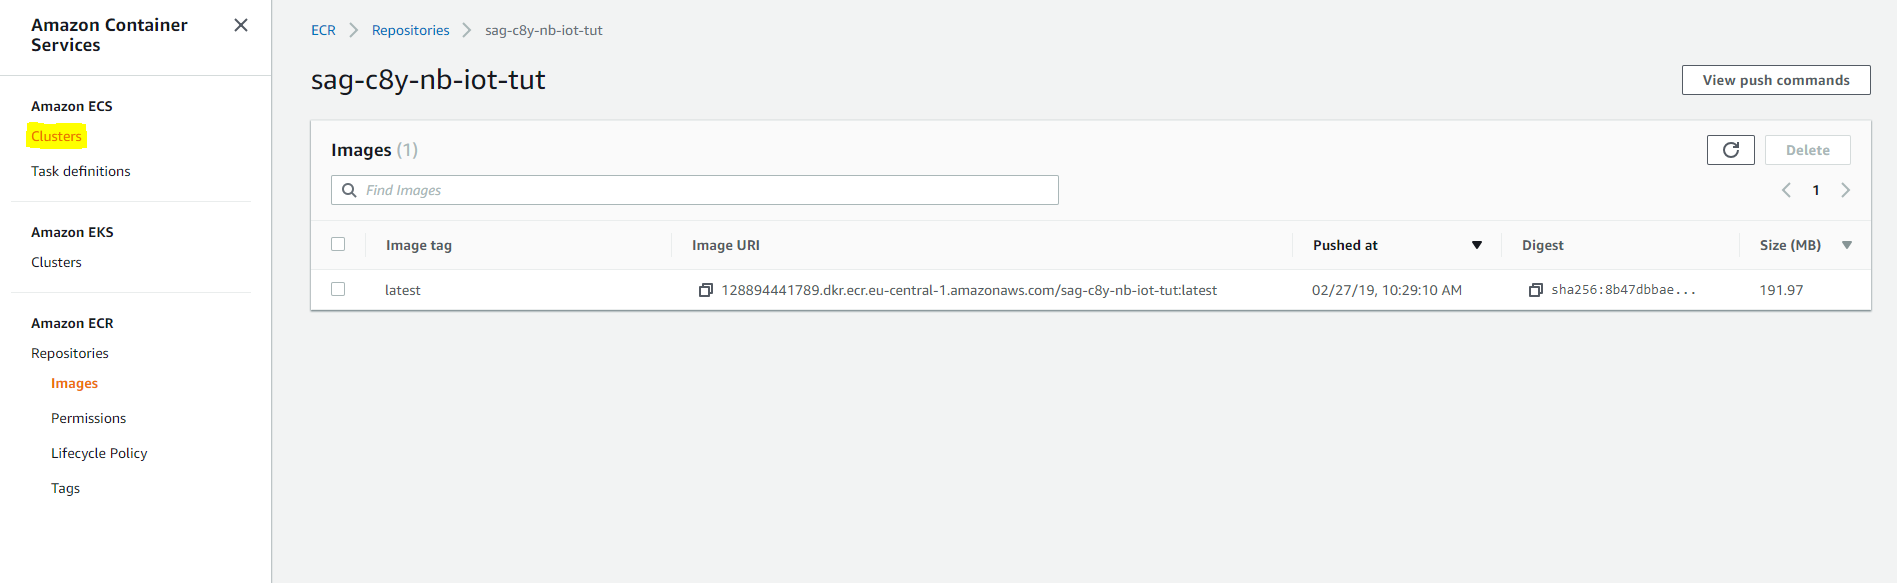 Amazon Container
Services
Amazon ECS
Clusters
Task definitions
Amazon EKS
Clusters
Amazon ECR
Repositories
Images
Permissions
Lifecycle Policy
Tags
ECR Repositories sag-c8y-nb-iot-tut
sag-c8y-nb-iot-tut
View push commands
Images (1)
Delete
Find Images
1
Image tag Image URI Pushed at Digest Size (MB)
latest 128894441789.dkr.ecr.eu-central-1.amazonaws.com/sag-c8y-nb-iot-tut:latest 02/27/19, 10:29:10 AM sha256:8b47dbbae... 191.97